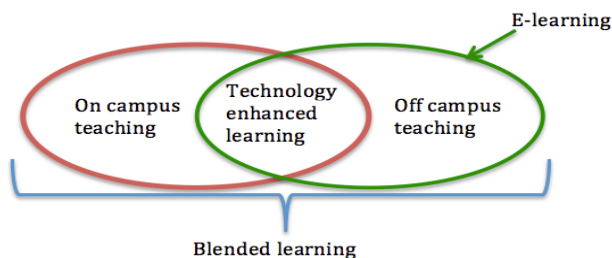 E-learning
On campus
teaching
Technology
enhanced
learning
Off campus
teaching
Blended learning